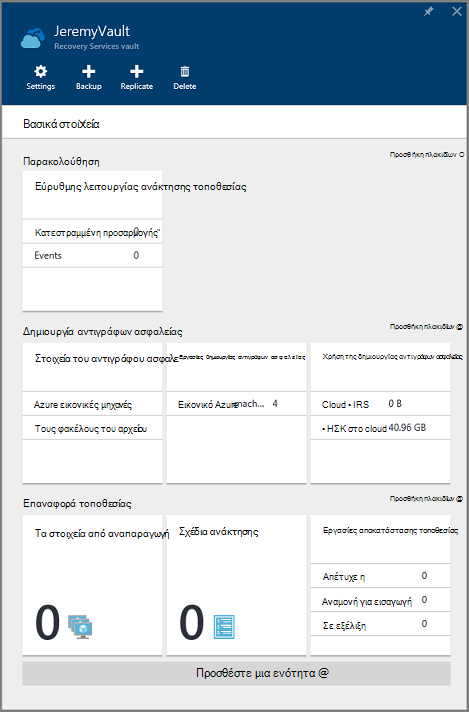 JeremyVault
Recovery Services vault
Settings Backup Replicate Delete
Βασικά στοιχεία
Παρακολούθηση Προσθήκη πλακιδίων
Εύρυθμης λειτουργίας ανάκτησης τοποθεσίας
Κατεστραμμένη προσαρμογής" 0
Events 0
Δημιουργία αντιγράφων ασφαλείας Προσθήκη πλακιδίων @
Στοιχεία του αντιγράφου ασφαλε Εργασίες δημιουργίας αντιγράφων ασφαλείας Χρήση της δημιουργίας αντιγράφων ασφαλείας
Azure εικονικές μηχανές Εικονικό Azure mach... 4 Cloud • IRS 0 B
Τους φακέλους του αρχείου • ΗΣΚ στο cloud 40.96 GB
Επαναφορά τοποθεσίας Προσθήκη πλακιδίων @
Τα στοιχεία από αναπαραγωγή Σχέδια ανάκτησης Εργασίες αποκατάστασης τοποθεσίας
Απέτυχε η 0
0 0 Αναμονή για εισαγωγή 0
Σε εξέλιξη 0
Προσθέστε μια ενότητα @